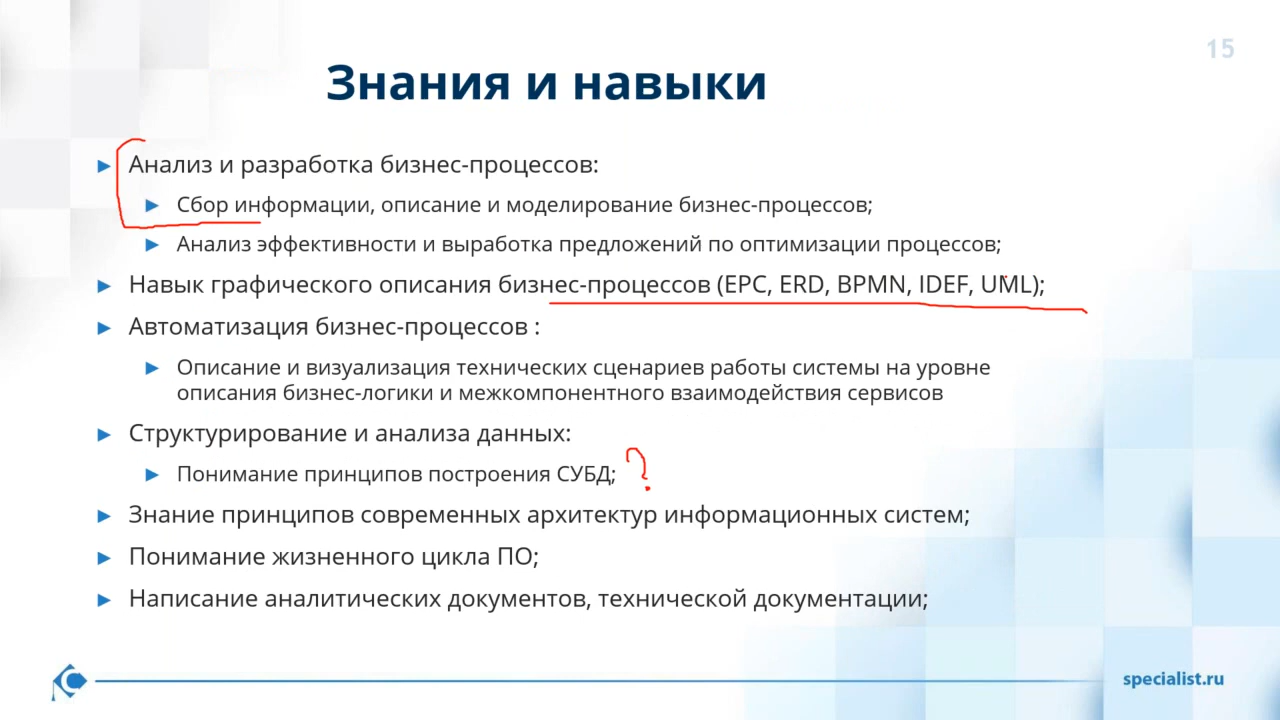 15
Знания и навыки
Анализ и разработка бизнес-процессов:
Сбор информации, описание и моделирование бизнес-процессов;
Анализ эффективности и выработка предложений по оптимизации процессов;
Навык графического описания бизнес-процессов (EPC, ERD, BPMN, IDEF, UML);
Автоматизация бизнес-процессов :
Описание и визуализация технических сценариев работы системы на уровне
описания бизнес-логики и межкомпонентного взаимодействия сервисов
Структурирование и анализа данных:
Понимание принципов построения СУБД; ?
Знание принципов современных архитектур информационных систем;
Понимание жизненного цикла ПО;
Написание аналитических документов, технической документации;
specialist.ru